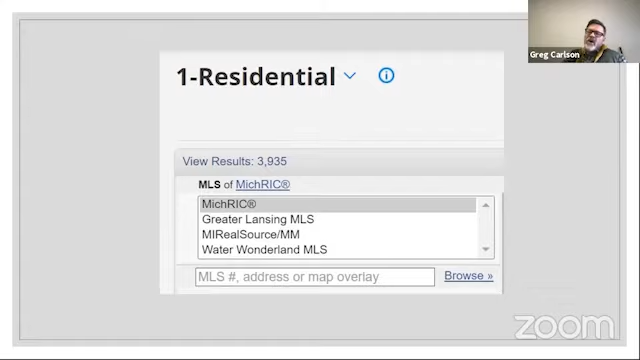 Greg Carlson
1-Residential
View Results: 3,935
MLS of MichRIC®
MichRIC®
Greater Lansing MLS
MIRealSource/MM
Water Wonderland MLS
MLS #, address or map overlay
Browse »
zoom